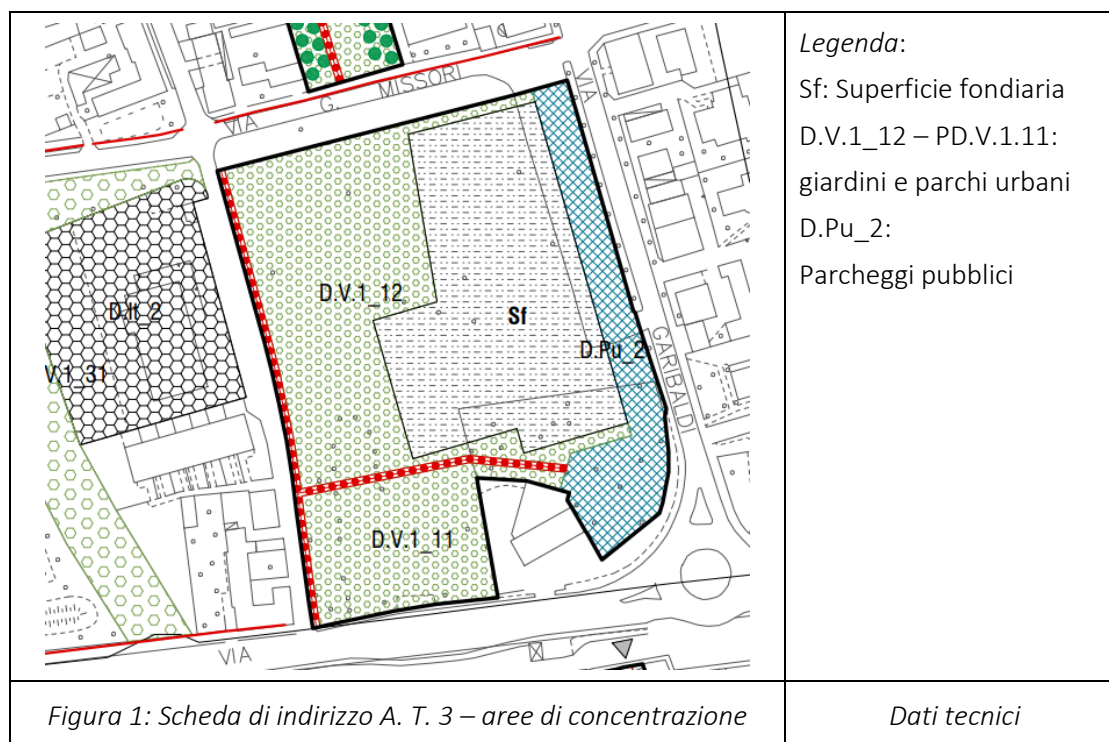 VIA G. MISSORI
VIA
D.V.1_12
Sf
D.It_2
V.1_31
D.Pu_2
GARIBALDI
D.V.1_11
VIA
Legenda:
Sf: Superficie fondiaria
D.V.1_12 – PD.V.1.11:
giardini e parchi urbani
D.Pu_2:
Parcheggi pubblici
Figura 1: Scheda di indirizzo A. T. 3 – aree di concentrazione
Dati tecnici